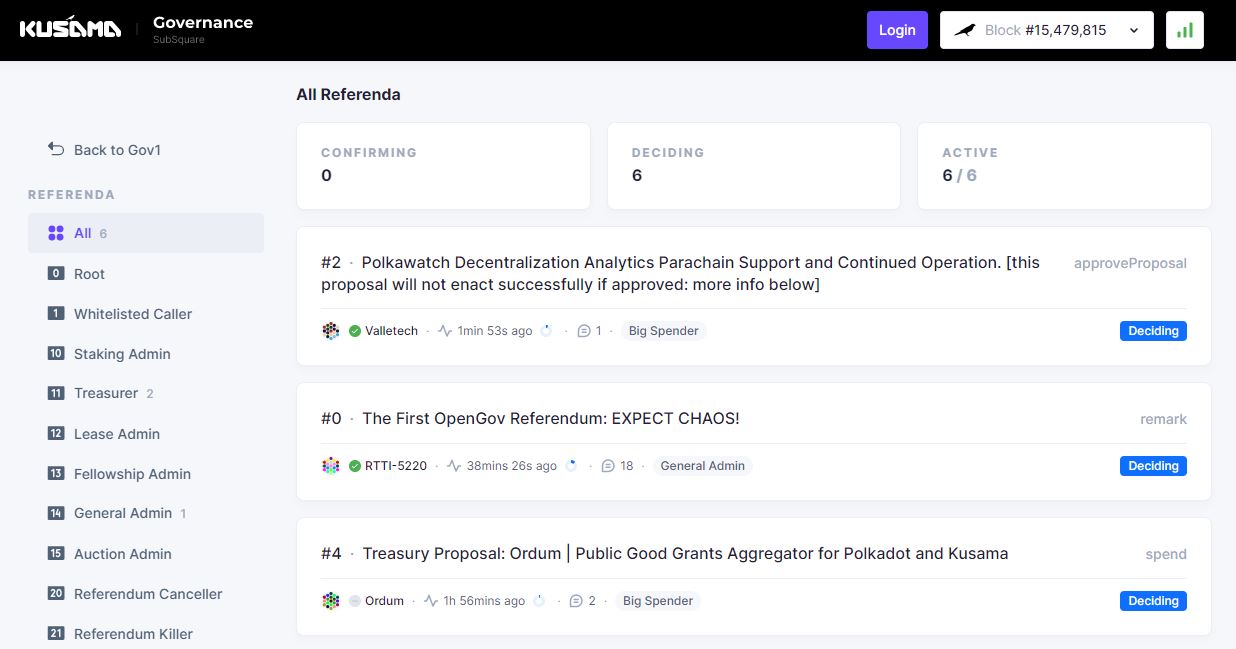 KUSAMA
Governance
SubSquare
Login
Block #15,479,815
All Referenda
Back to Gov1
REFERENDA
All 6
0 Root
1 Whitelisted Caller
10 Staking Admin
11 Treasurer 2
12 Lease Admin
13 Fellowship Admin
14 General Admin 1
15 Auction Admin
20 Referendum Canceller
21 Referendum Killer
CONFIRMING
0
DECIDING
6
ACTIVE
6 / 6
#2 · Polkawatch Decentralization Analytics Parachain Support and Continued Operation. [this
proposal will not enact successfully if approved: more info below]
approveProposal
Valletech · 1min 53s ago · 1 · Big Spender
Deciding
#0 · The First OpenGov Referendum: EXPECT CHAOS!
remark
RTTI-5220 · 38mins 26s ago · 18 · General Admin
Deciding
#4 · Treasury Proposal: Ordum | Public Good Grants Aggregator for Polkadot and Kusama
spend
Ordum · 1h 56mins ago · 2 · Big Spender
Deciding